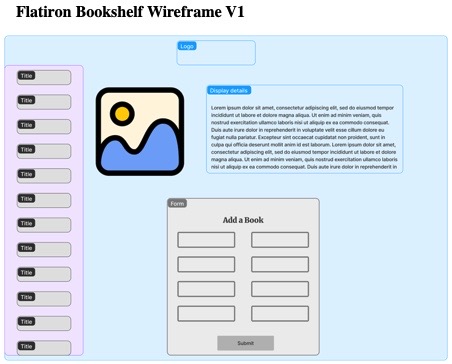 Flatiron Bookshelf Wireframe V1
Logo
Title
Title
Title
Title
Title
Title
Title
Title
Title
Title
Title
Title
Display details
Lorem ipsum dolor sit amet, consectetur adipiscing elit, sed do eiusmod tempor
incididunt ut labore et dolore magna aliqua. Ut enim ad minim veniam, quis
nostrud exercitation ullamco laboris nisi ut aliquip ex ea commodo consequat.
Duis aute irure dolor in reprehenderit in voluptate velit esse cillum dolore eu
fugiat nulla pariatur. Excepteur sint occaecat cupidatat non proident, sunt in
culpa qui officia deserunt mollit anim id est laborum. Lorem ipsum dolor sit amet,
consectetur adipiscing elit, sed do eiusmod tempor incididunt ut labore et dolore
magna aliqua. Ut enim ad minim veniam, quis nostrud exercitation ullamco laboris
nisi ut aliquip ex ea commodo consequat. Duis aute irure dolor in reprehenderit in
Form
Add a Book
Submit